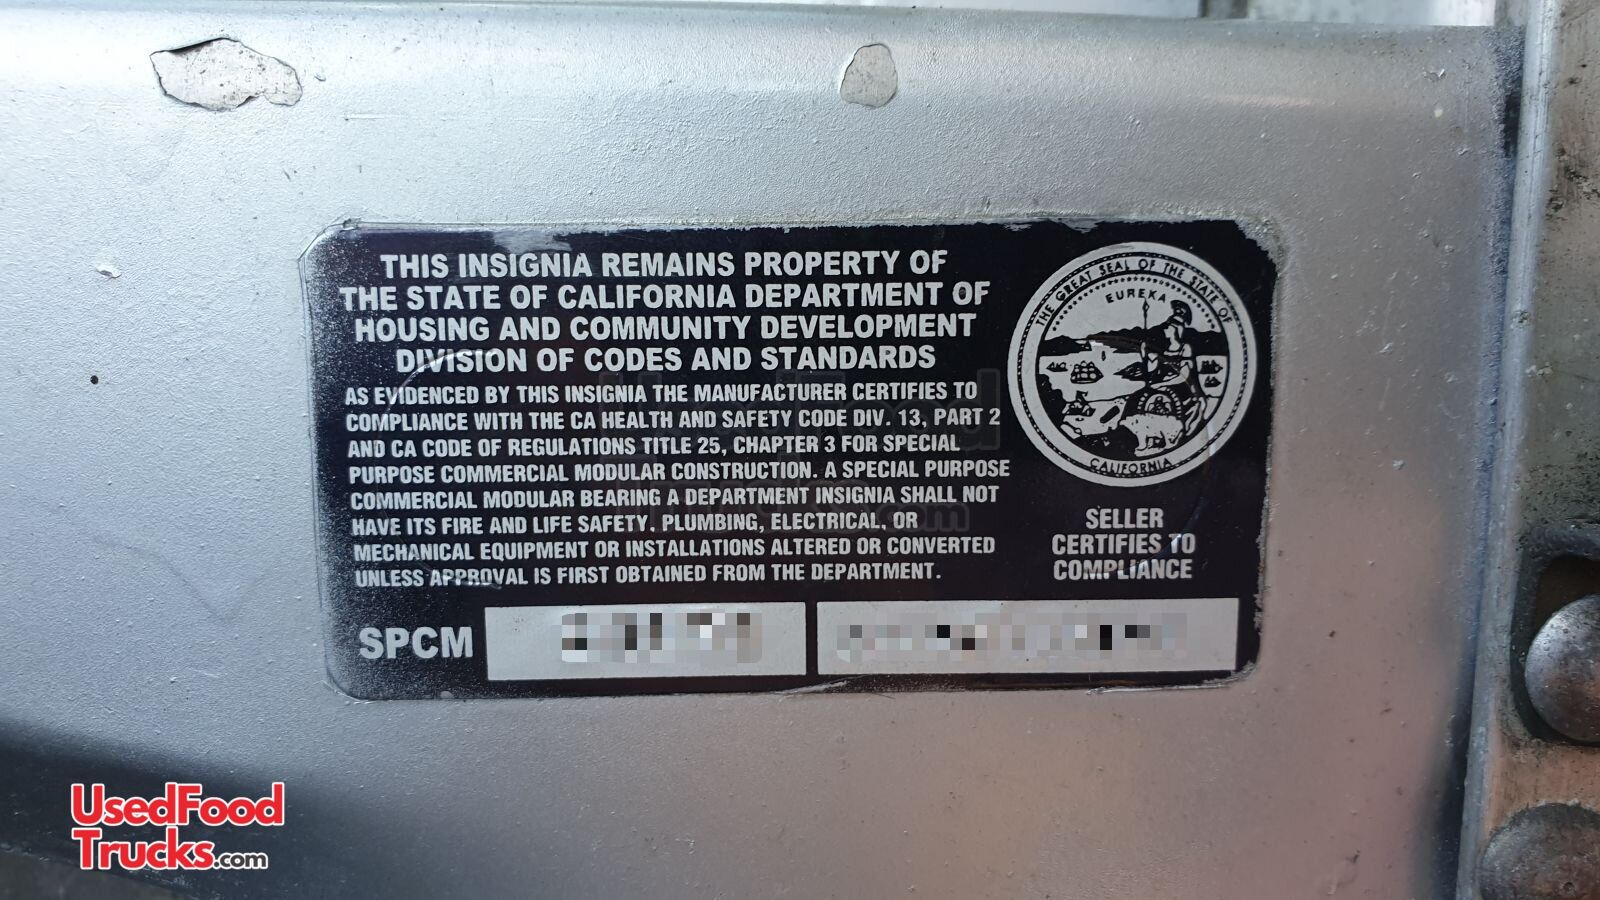 THIS INSIGNIA REMAINS PROPERTY OF
THE STATE OF CALIFORNIA DEPARTMENT OF
HOUSING AND COMMUNITY DEVELOPMENT
DIVISION OF CODES AND STANDARDS
AS EVIDENCED BY THIS INSIGNIA THE MANUFACTURER CERTIFIES TO
COMPLIANCE WITH THE CA HEALTH AND SAFETY CODE DIV. 13, PART 2
AND CA CODE OF REGULATIONS TITLE 25, CHAPTER 3 FOR SPECIAL
PURPOSE COMMERCIAL MODULAR CONSTRUCTION. A SPECIAL PURPOSE
COMMERCIAL MODULAR BEARING A DEPARTMENT INSIGNIA SHALL NOT
HAVE ITS FIRE AND LIFE SAFETY, PLUMBING, ELECTRICAL, OR
MECHANICAL EQUIPMENT OR INSTALLATIONS ALTERED OR CONVERTED
UNLESS APPROVAL IS FIRST OBTAINED FROM THE DEPARTMENT.
THE GREAT SEAL OF THE STATE OF
EUREKA
CALIFORNIA
SELLER
CERTIFIES TO
COMPLIANCE
SPCM
UsedFood
Trucks.com